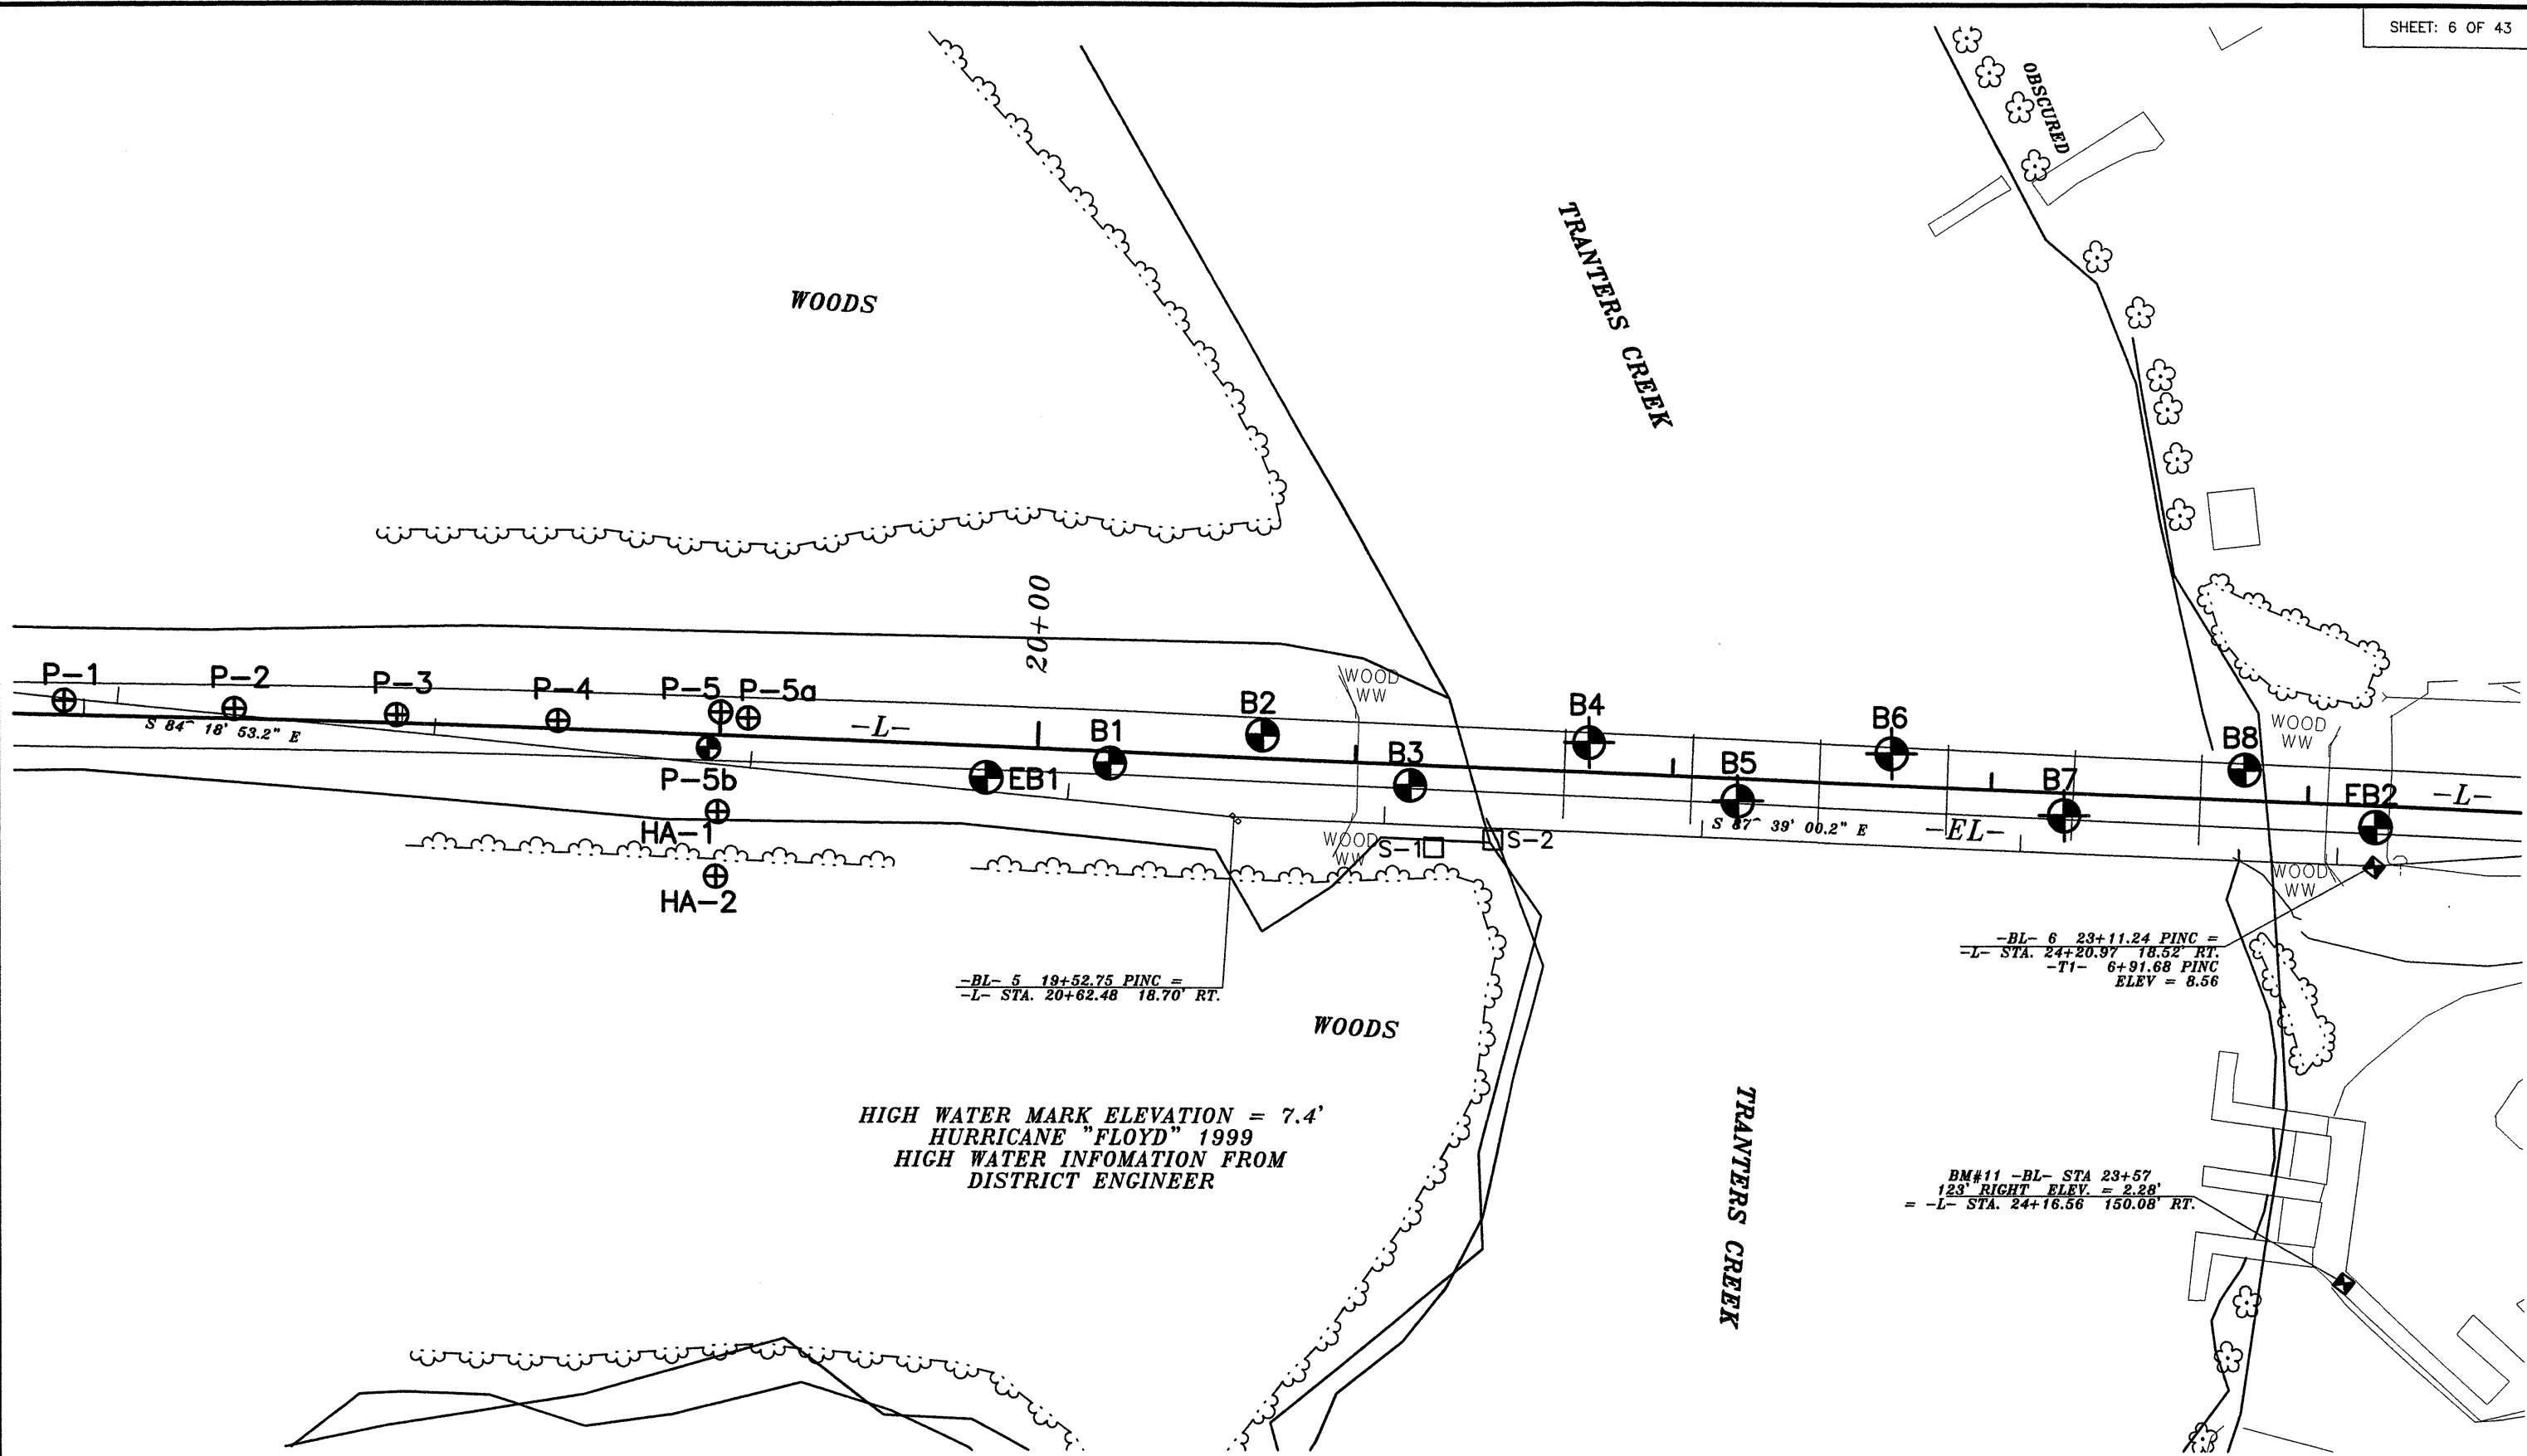 SHEET: 6 OF 43
OBSCURED
TRANTERS CREEK
WOODS
20+00
P-1
P-2
P-3
P-4
P-5
P-5a
-L-
S 84^ 18' 53.2" E
P-5b
HA-1
HA-2
EB1
B1
B2
B3
B4
B5
B6
B7
B8
EB2
-L-
WOOD
WW
WOOD
WW
WOOD
WW
WOOD
WW
S-1
S-2
S 87^ 39' 00.2" E
-EL-
-BL- 5 19+52.75 PINC =
-L- STA. 20+62.48 18.70' RT.
-BL- 6 23+11.24 PINC =
-L- STA. 24+20.97 18.52' RT.
-T1- 6+91.68 PINC
ELEV = 8.56
WOODS
HIGH WATER MARK ELEVATION = 7.4'
HURRICANE "FLOYD" 1999
HIGH WATER INFOMATION FROM
DISTRICT ENGINEER
TRANTERS CREEK
BM#11 -BL- STA 23+57
123' RIGHT ELEV. = 2.28'
= -L- STA. 24+16.56 150.08' RT.